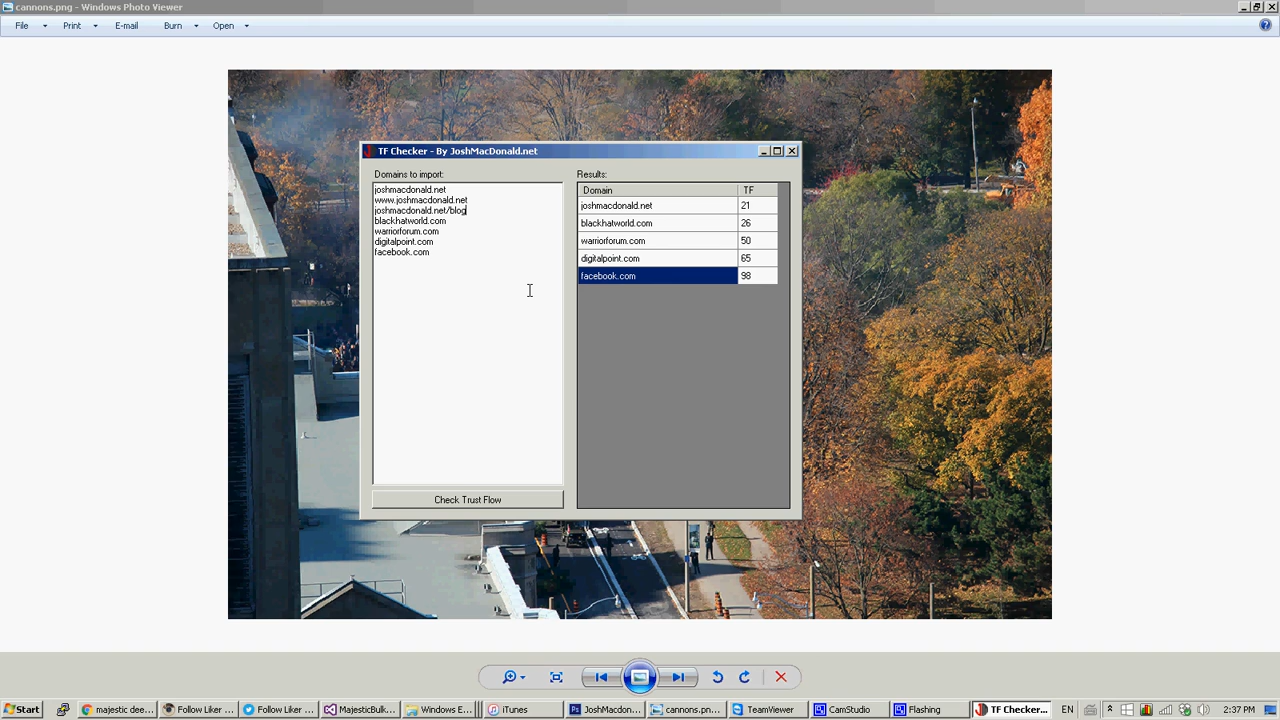 cannons.png - Windows Photo Viewer
File Print E-mail Burn Open
TF Checker - By JoshMacDonald.net
Domains to import:
joshmacdonald.net
www.joshmacdonald.net
joshmacdonald.net/blog
blackhatworld.com
warriorforum.com
digitalpoint.com
facebook.com
Check Trust Flow
Results:
Domain TF
joshmacdonald.net 21
blackhatworld.com 26
warriorforum.com 50
digitalpoint.com 65
facebook.com 98
Start majestic dee... Follow Liker ... Follow Liker ... MajesticBulk... Windows E... iTunes JoshMacdon... cannons.png... TeamViewer CamStudio Flashing TF Checker... EN 2:37 PM